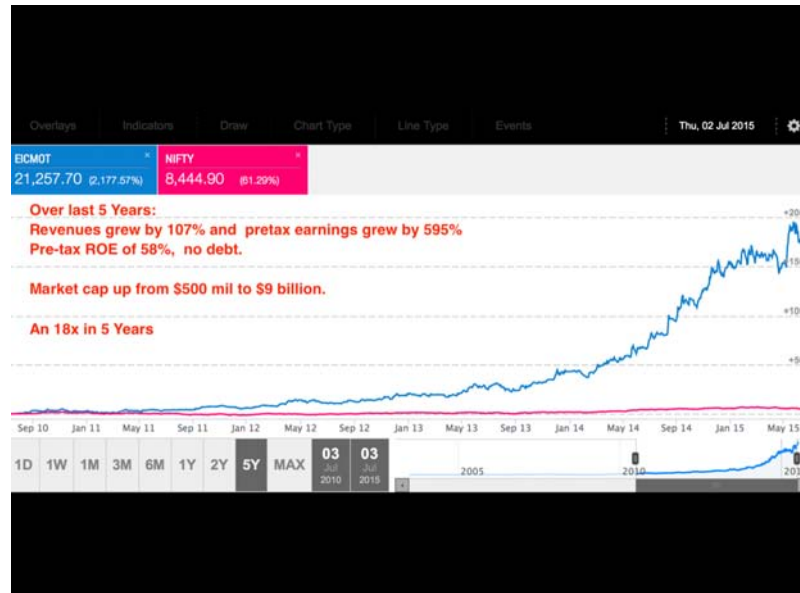 Overlays Indicators Draw Chart Type Line Type Events Thu, 02 Jul 2015
EICMOT × NIFTY ×
21,257.70 (2,177.57%) 8,444.90 (61.29%)
Over last 5 Years:
Revenues grew by 107% and pretax earnings grew by 595%
Pre-tax ROE of 58%, no debt.
Market cap up from $500 mil to $9 billion.
An 18x in 5 Years
Sep 10 Jan 11 May 11 Sep 11 Jan 12 May 12 Sep 12 Jan 13 May 13 Sep 13 Jan 14 May 14 Sep 14 Jan 15 May 15
1D 1W 1M 3M 6M 1Y 2Y 5Y MAX 03 Jul 2010 03 Jul 2015
2005 2010